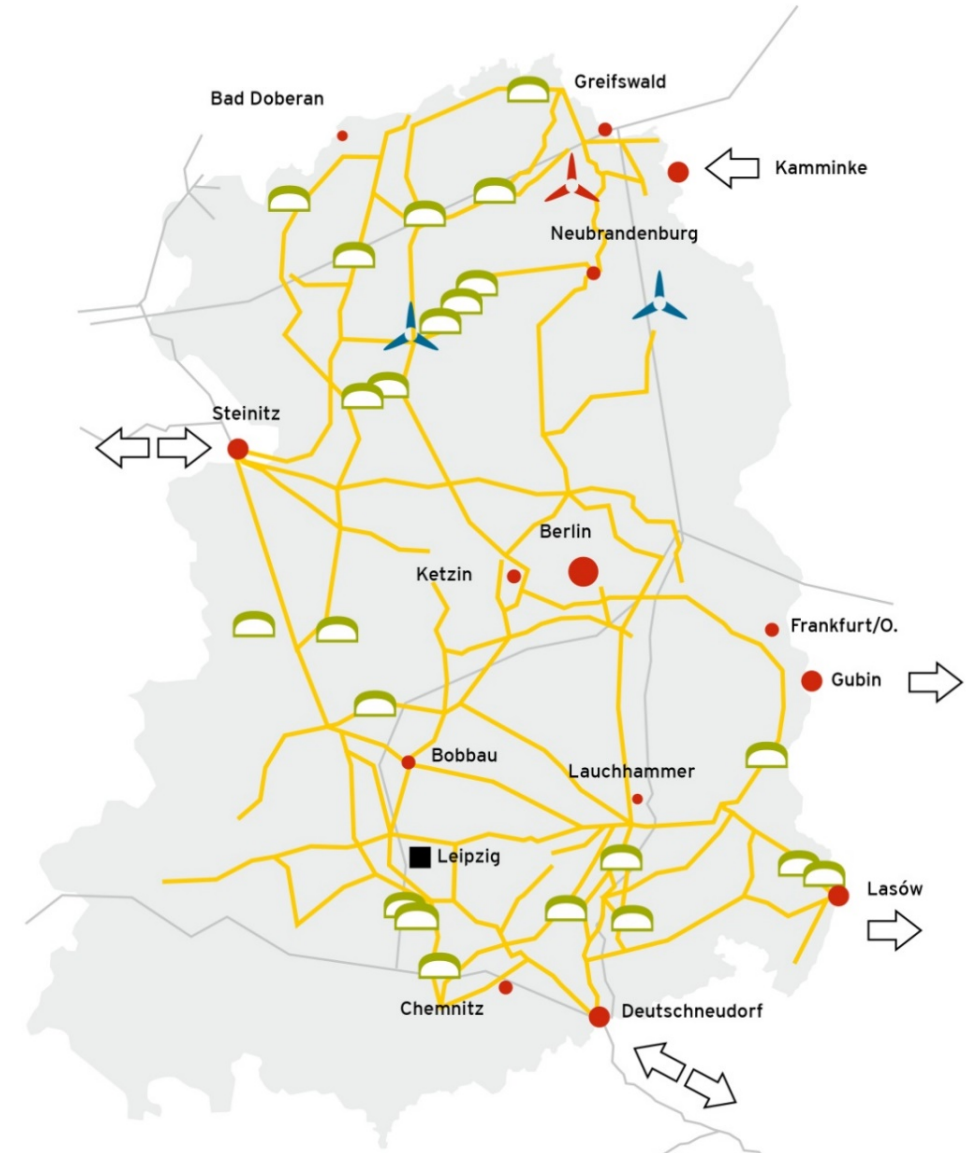 Greifswald
Bad Doberan
Kamminke
Neubrandenburg
Steinitz
Berlin
Ketzin
Frankfurt/O.
Gubin
Bobbau
Lauchhammer
Leipzig
Lasów
Chemnitz
Deutschneudorf